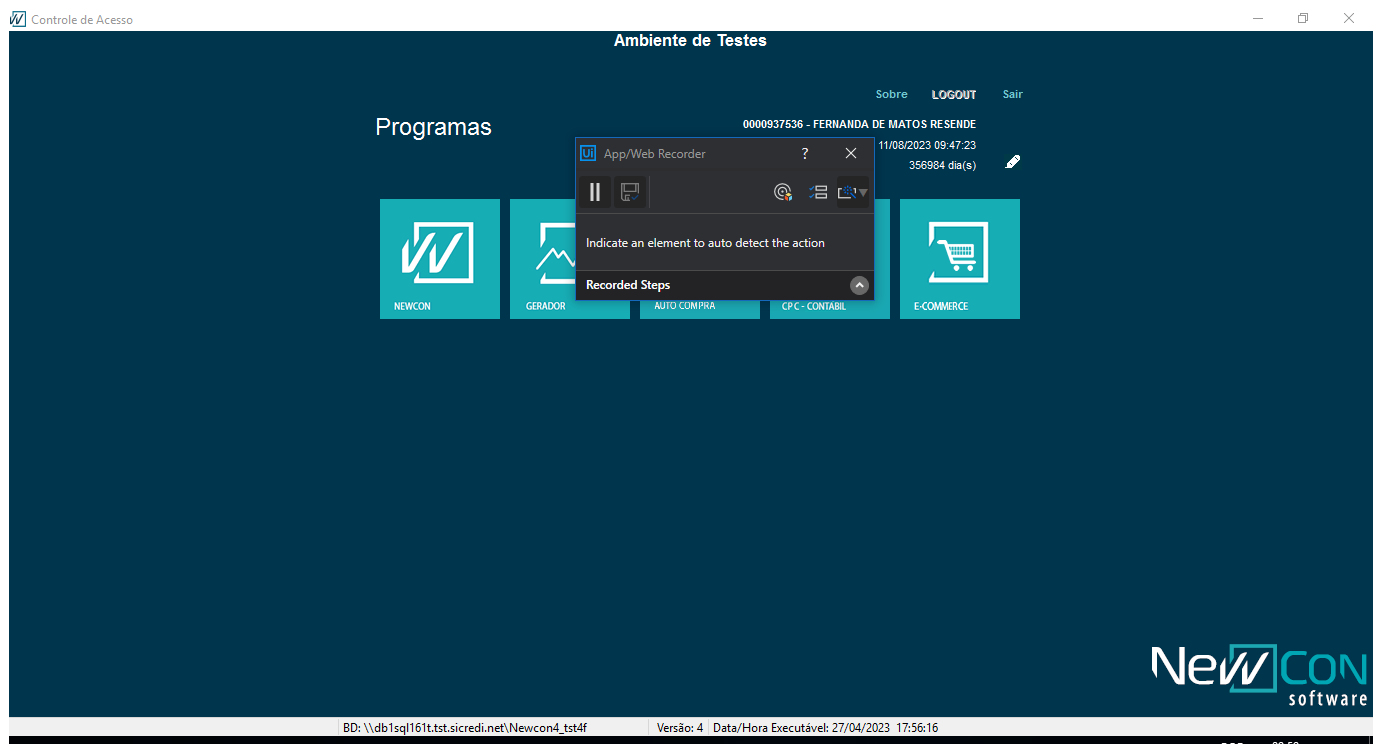 Controle de Acesso
Ambiente de Testes
Sobre LOGOUT Sair
Programas
0000937536 - FERNANDA DE MATOS RESENDE
11/08/2023 09:47:23
356984 dia(s)
Ui App/Web Recorder ?
Indicate an element to auto detect the action
Recorded Steps
NEWCON GERADOR AUTO COMPRA CPC - CONTABIL E-COMMERCE
NewCon
software
BD: \\db1sql161t.tst.sicredi.net\Newcon4_tst4f Versão: 4 Data/Hora Executável: 27/04/2023 17:56:16